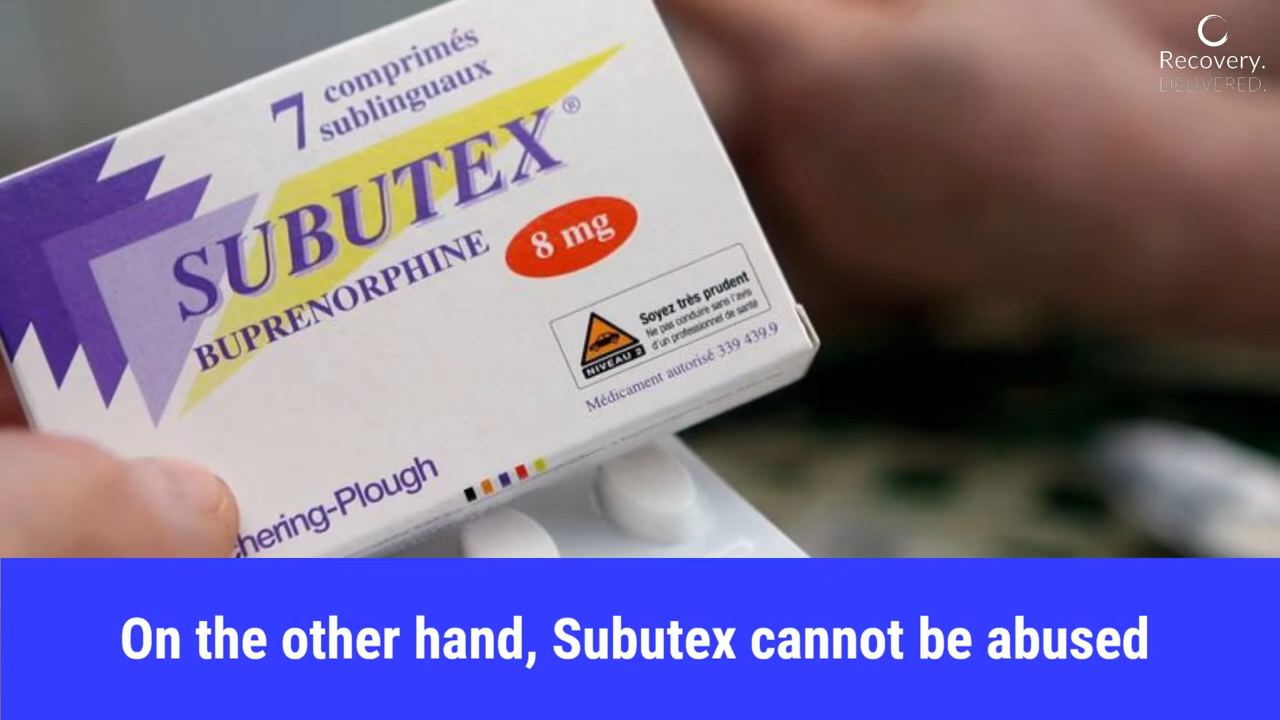 7 comprimés
sublinguaux
SUBUTEX®
BUPRENORPHINE
8 mg
Soyez très prudent
Ne pas conduire sans l'avis
d'un professionnel de santé
NIVEAU 2
Médicament autorisé 339 439.9
hering-Plough
Recovery.
DELIVERED.
On the other hand, Subutex cannot be abused